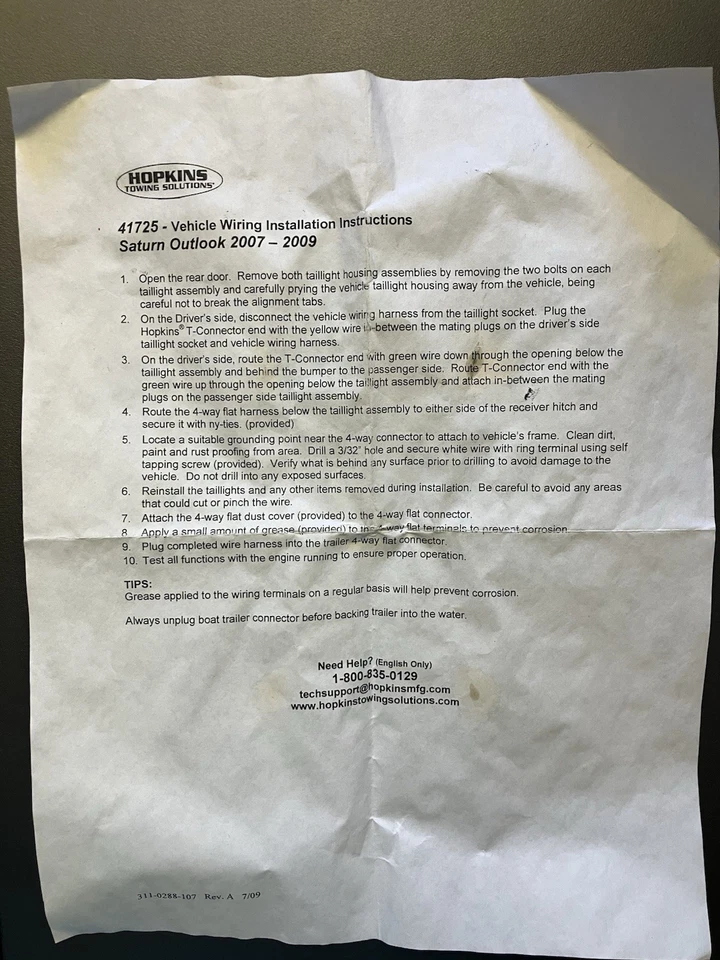 HOPKINS
TOWING SOLUTIONS
41725 - Vehicle Wiring Installation Instructions
Saturn Outlook 2007 – 2009
1. Open the rear door. Remove both taillight housing assemblies by removing the two bolts on each
taillight assembly and carefully prying the vehicle taillight housing away from the vehicle, being
careful not to break the alignment tabs.
2. On the Driver's side, disconnect the vehicle wiring harness from the taillight socket. Plug the
Hopkins® T-Connector end with the yellow wire in-between the mating plugs on the driver's side
taillight socket and vehicle wiring harness.
3. On the driver's side, route the T-Connector end with green wire down through the opening below the
taillight assembly and behind the bumper to the passenger side. Route T-Connector end with the
green wire up through the opening below the taillight assembly and attach in-between the mating
plugs on the passenger side taillight assembly.
4. Route the 4-way flat harness below the taillight assembly to either side of the receiver hitch and
secure it with ny-ties. (provided)
5. Locate a suitable grounding point near the 4-way connector to attach to vehicle's frame. Clean dirt,
paint and rust proofing from area. Drill a 3/32" hole and secure white wire with ring terminal using self
tapping screw (provided). Verify what is behind any surface prior to drilling to avoid damage to the
vehicle. Do not drill into any exposed surfaces.
6. Reinstall the taillights and any other items removed during installation. Be careful to avoid any areas
that could cut or pinch the wire.
7. Attach the 4-way flat dust cover (provided) to the 4-way flat connector.
8. Apply a small amount of grease (provided) to the 4-way flat terminals to prevent corrosion.
9. Plug completed wire harness into the trailer 4-way flat connector.
10. Test all functions with the engine running to ensure proper operation.
TIPS:
Grease applied to the wiring terminals on a regular basis will help prevent corrosion.
Always unplug boat trailer connector before backing trailer into the water.
Need Help? (English Only)
1-800-835-0129
techsupport@hopkinsmfg.com
www.hopkinstowingsolutions.com
311-0288-107 Rev. A 7/09